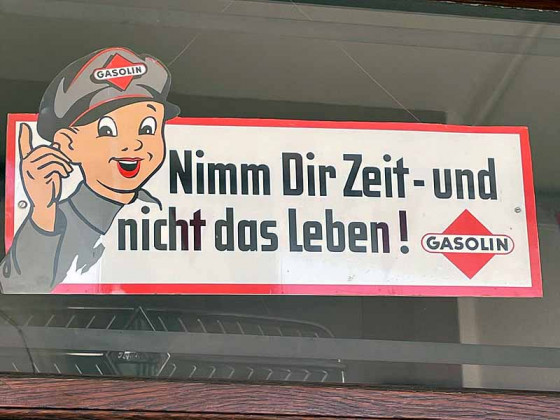 GASOLIN
Nimm Dir Zeit - und
nicht das Leben!
GASOLIN